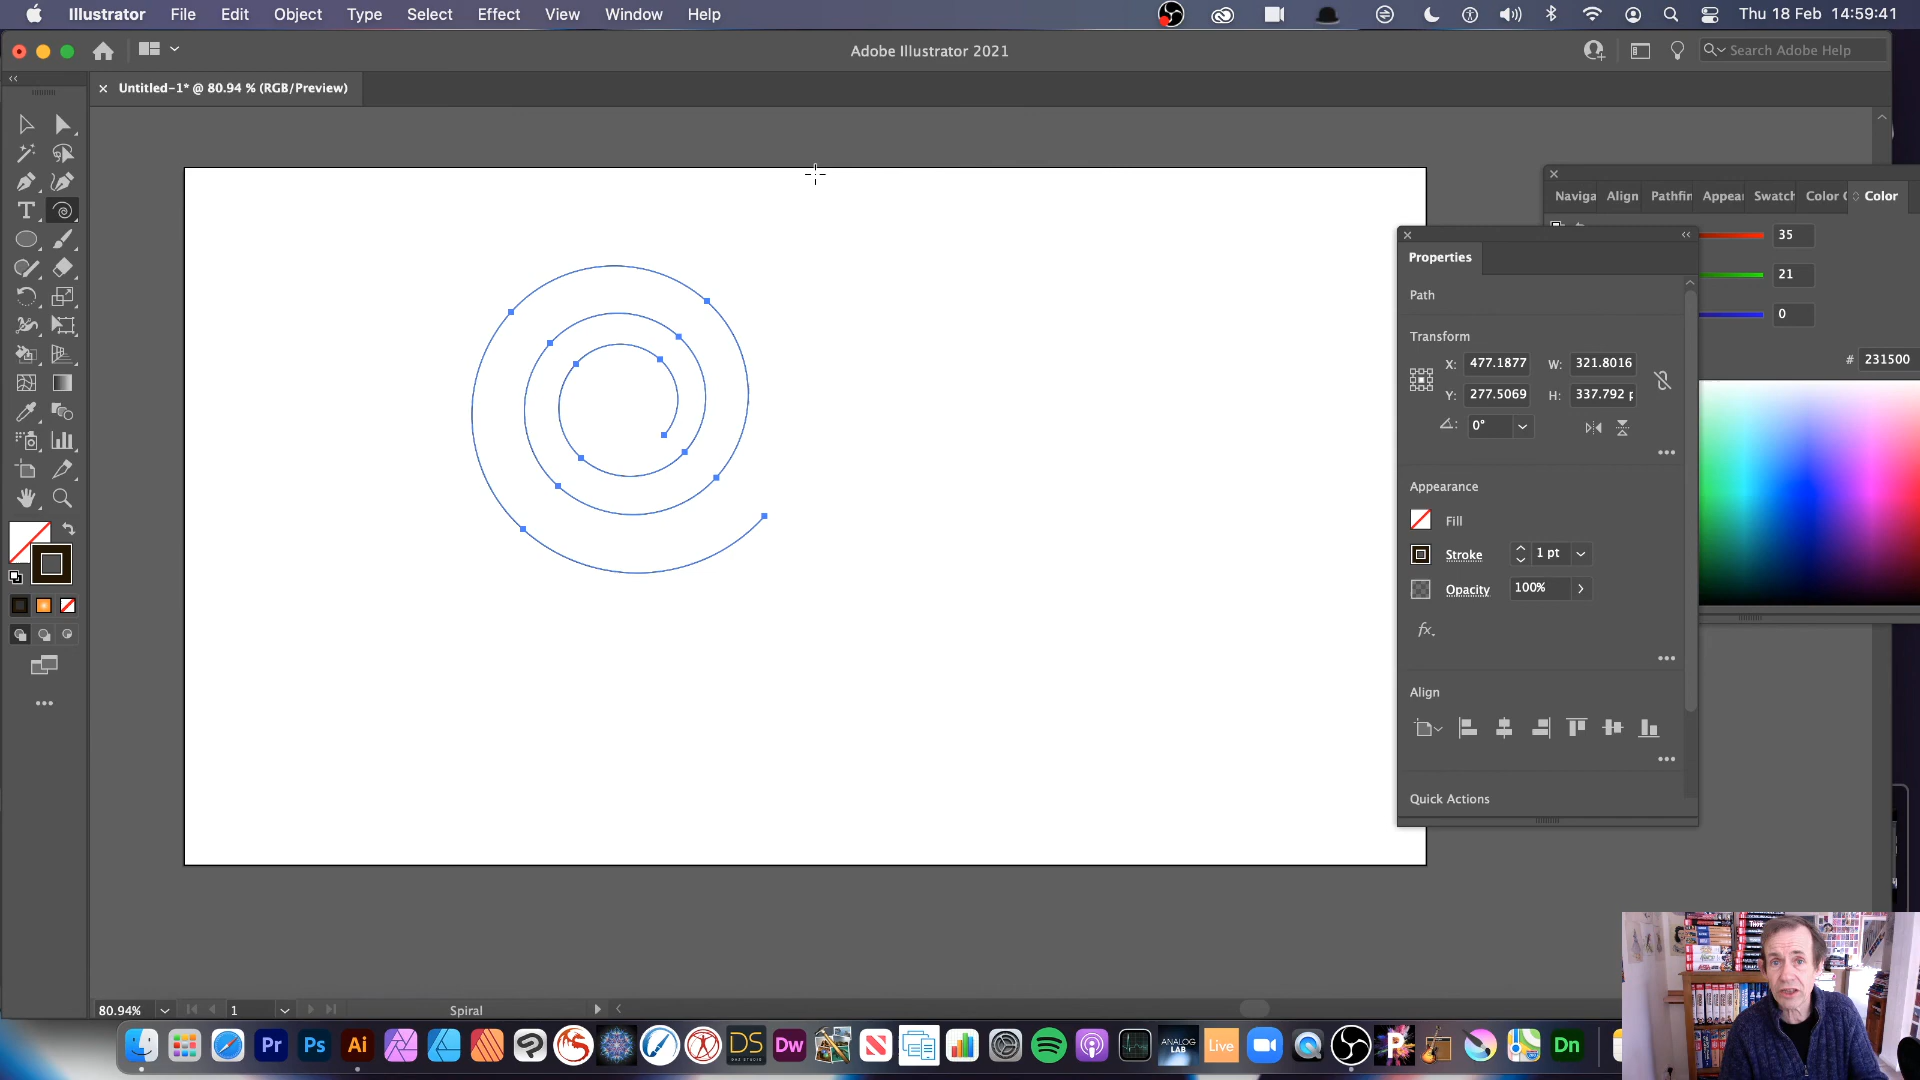 Illustrator File Edit Object Type Select Effect View Window Help
Thu 18 Feb 14:59:41
Adobe Illustrator 2021
Search Adobe Help
Untitled-1* @ 80.94 % (RGB/Preview)
Naviga Align Pathfin Appear Swatch Color C Color
35
21
0
# 231500
Properties
Path
Transform
X: 477.1877 W: 321.8016
Y: 277.5069 H: 337.792 p
0°
Appearance
Fill
Stroke 1 pt
Opacity 100%
fx.
Align
Quick Actions
80.94% 1 Spiral
Pr Ps Ai DS Dw ANALOG LAB Live P Dn